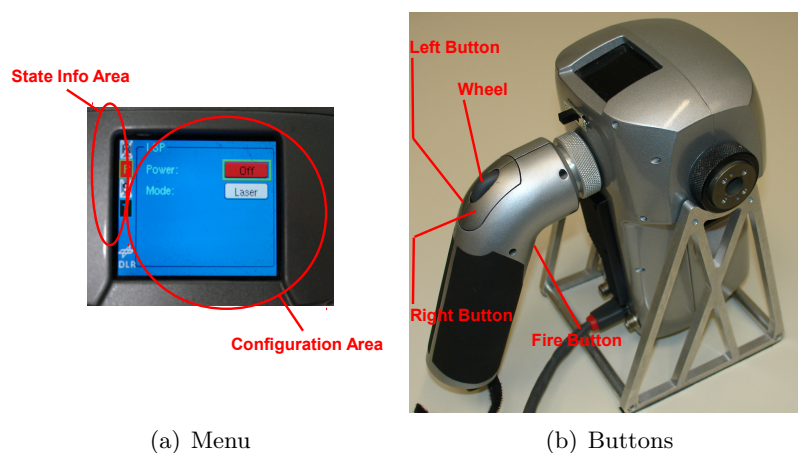 State Info Area
LSP
Power:
Off
Mode:
Laser
DLR
Configuration Area
Left Button
Wheel
Right Button
Fire Button
(a) Menu
(b) Buttons